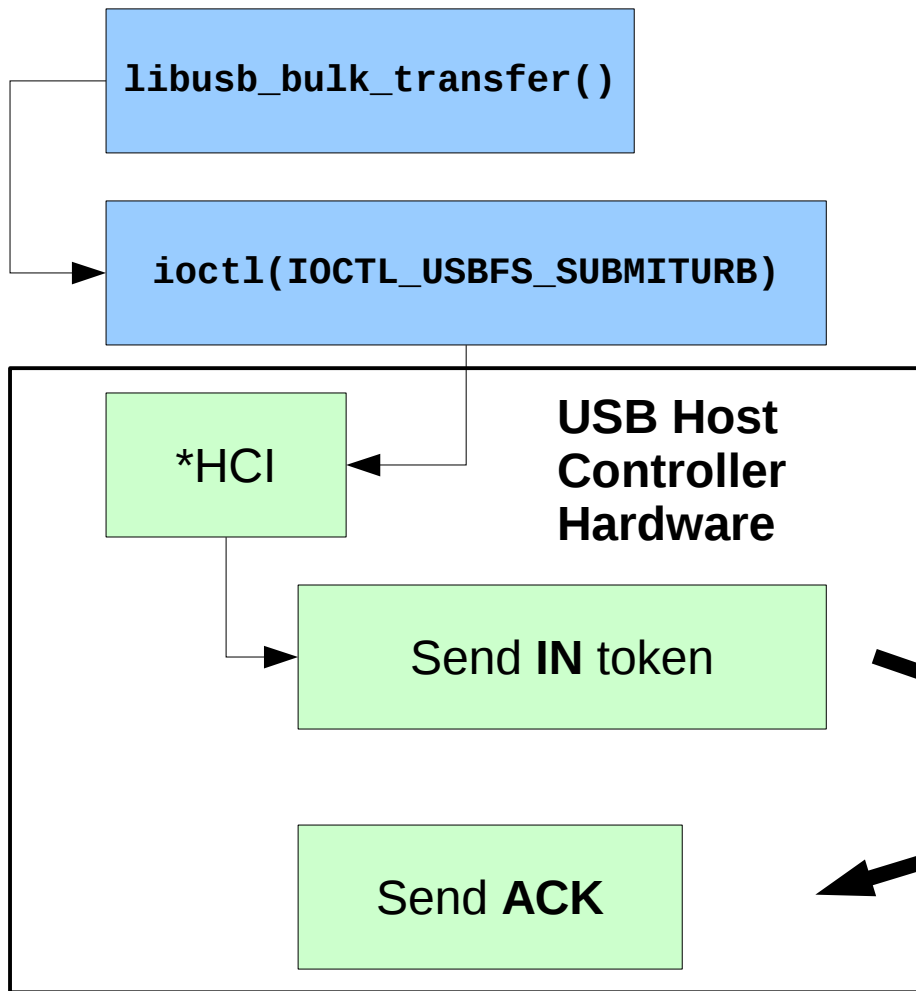 libusb_bulk_transfer()
ioctl(IOCTL_USBFS_SUBMITURB)
*HCI
USB Host
Controller
Hardware
Send IN token
Send ACK